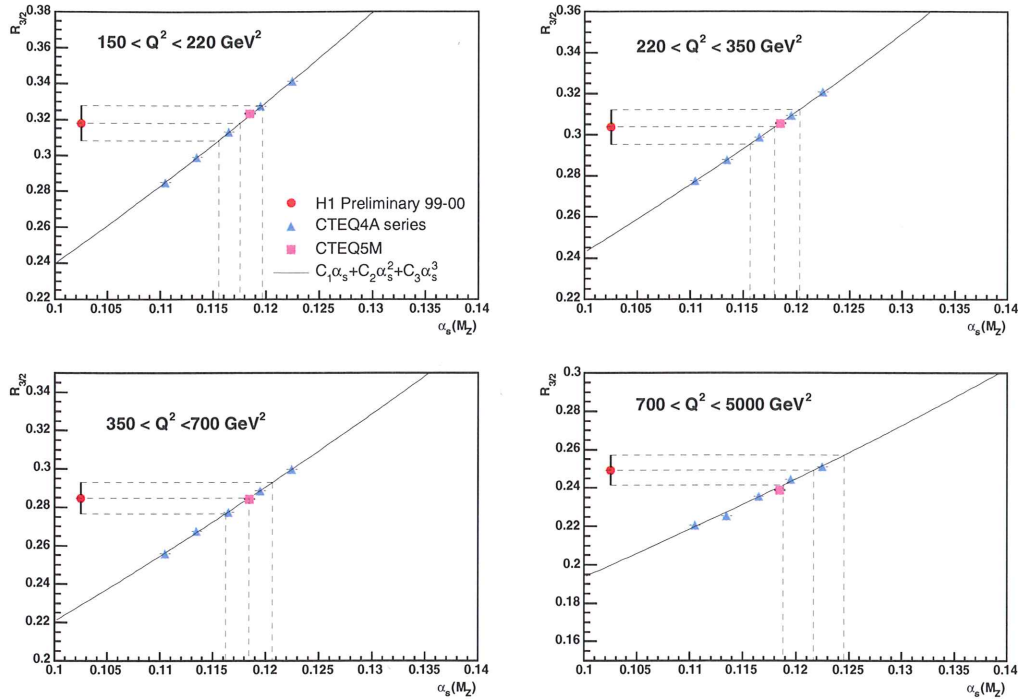 R3/2
0.38
0.36
0.34
0.32
0.3
0.28
0.26
0.24
0.22
150 < Q² < 220 GeV²
H1 Preliminary 99-00
CTEQ4A series
CTEQ5M
C₁αₛ+C₂αₛ²+C₃αₛ³
0.1 0.105 0.11 0.115 0.12 0.125 0.13 0.135 0.14
αₛ(M_Z)
R3/2
0.36
0.34
0.32
0.3
0.28
0.26
0.24
0.22
220 < Q² < 350 GeV²
0.1 0.105 0.11 0.115 0.12 0.125 0.13 0.135 0.14
αₛ(M_Z)
R3/2
0.34
0.32
0.3
0.28
0.26
0.24
0.22
0.2
350 < Q² <700 GeV²
0.1 0.105 0.11 0.115 0.12 0.125 0.13 0.135 0.14
αₛ(M_Z)
R3/2
0.3
0.28
0.26
0.24
0.22
0.2
0.18
0.16
700 < Q² < 5000 GeV²
0.1 0.105 0.11 0.115 0.12 0.125 0.13 0.135 0.14
αₛ(M_Z)